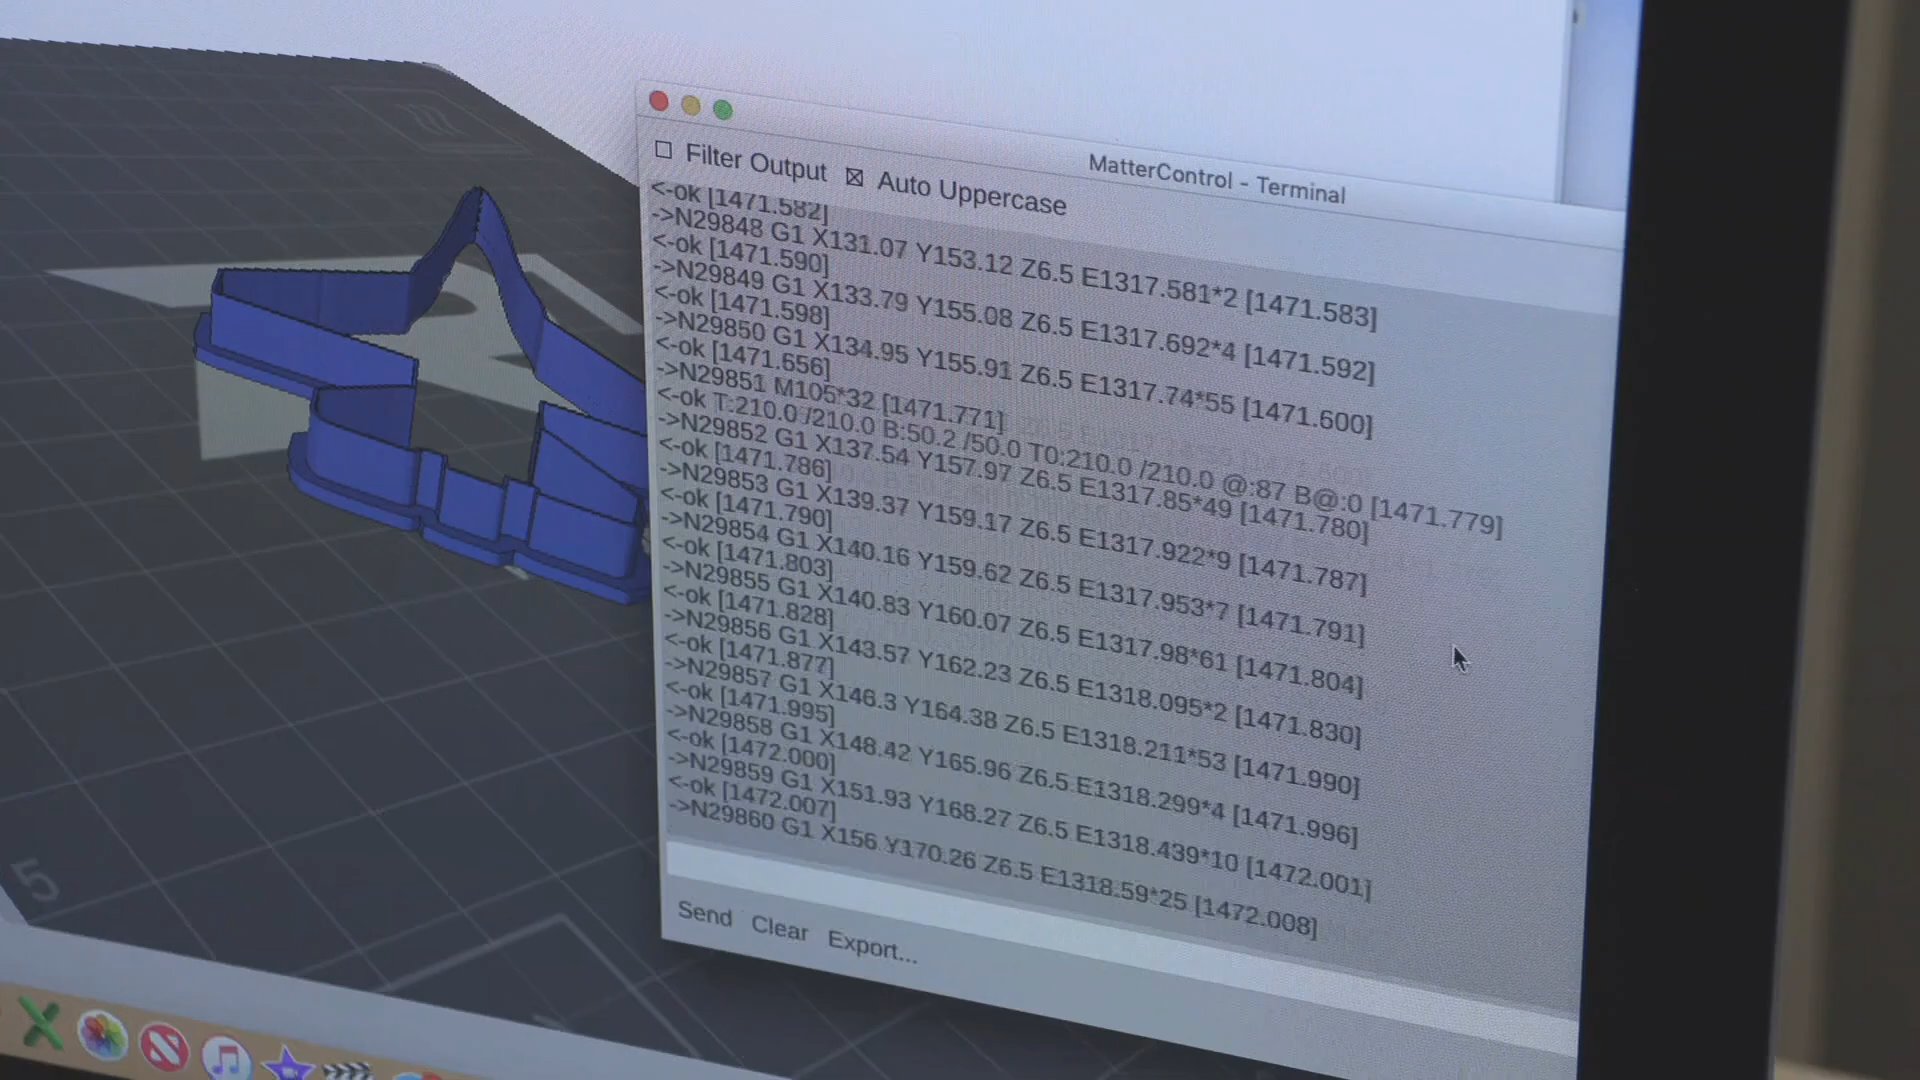 MatterControl - Terminal
Filter Output Auto Uppercase
<-ok [1471.582]
->N29848 G1 X131.07 Y153.12 Z6.5 E1317.581*2 [1471.583]
<-ok [1471.590]
->N29849 G1 X133.79 Y155.08 Z6.5 E1317.692*4 [1471.592]
<-ok [1471.598]
->N29850 G1 X134.95 Y155.91 Z6.5 E1317.74*55 [1471.600]
<-ok [1471.656]
->N29851 M105*32 [1471.771]
<-ok T:210.0 /210.0 B:50.2 /50.0 T0:210.0 /210.0 @:87 B@:0 [1471.779]
->N29852 G1 X137.54 Y157.97 Z6.5 E1317.85*49 [1471.780]
<-ok [1471.786]
->N29853 G1 X139.37 Y159.17 Z6.5 E1317.922*9 [1471.787]
<-ok [1471.790]
->N29854 G1 X140.16 Y159.62 Z6.5 E1317.953*7 [1471.791]
<-ok [1471.803]
->N29855 G1 X140.83 Y160.07 Z6.5 E1317.98*61 [1471.804]
<-ok [1471.828]
->N29856 G1 X143.57 Y162.23 Z6.5 E1318.095*2 [1471.830]
<-ok [1471.877]
->N29857 G1 X146.3 Y164.38 Z6.5 E1318.211*53 [1471.990]
<-ok [1471.995]
->N29858 G1 X148.42 Y165.96 Z6.5 E1318.299*4 [1471.996]
<-ok [1472.000]
->N29859 G1 X151.93 Y168.27 Z6.5 E1318.439*10 [1472.001]
<-ok [1472.007]
->N29860 G1 X156 Y170.26 Z6.5 E1318.59*25 [1472.008]
Send Clear Export...
5